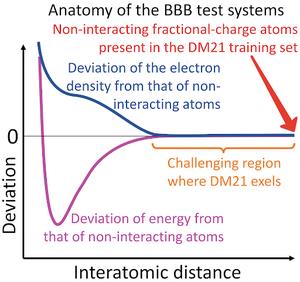 Anatomy of the BBB test systems
Non-interacting fractional-charge atoms
present in the DM21 training set
Deviation of the electron
density from that of non-
interacting atoms
0
Challenging region
where DM21 exels
Deviation of energy from
that of non-interacting atoms
Deviation
Interatomic distance